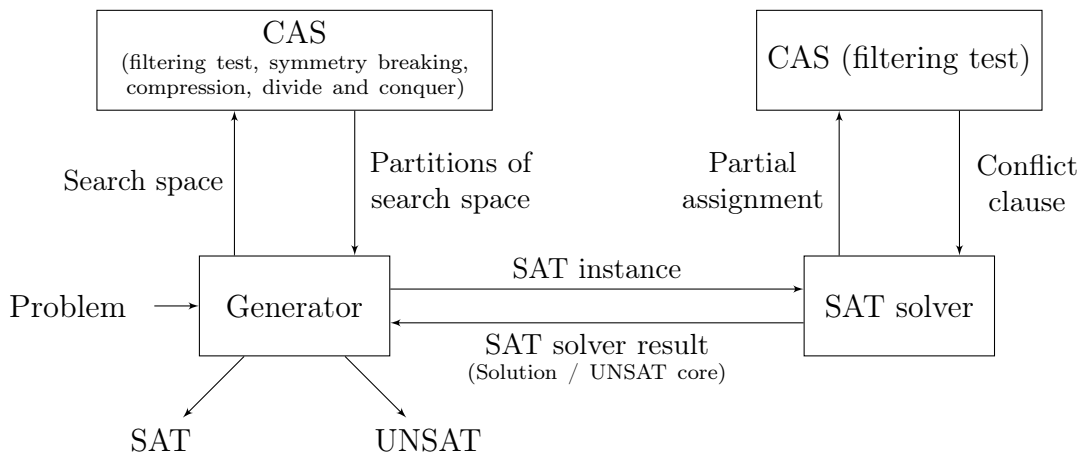 CAS
(filtering test, symmetry breaking,
compression, divide and conquer)
CAS (filtering test)
Search space
Partitions of
search space
Partial
assignment
Conflict
clause
Problem
Generator
SAT instance
SAT solver result
(Solution / UNSAT core)
SAT solver
SAT
UNSAT